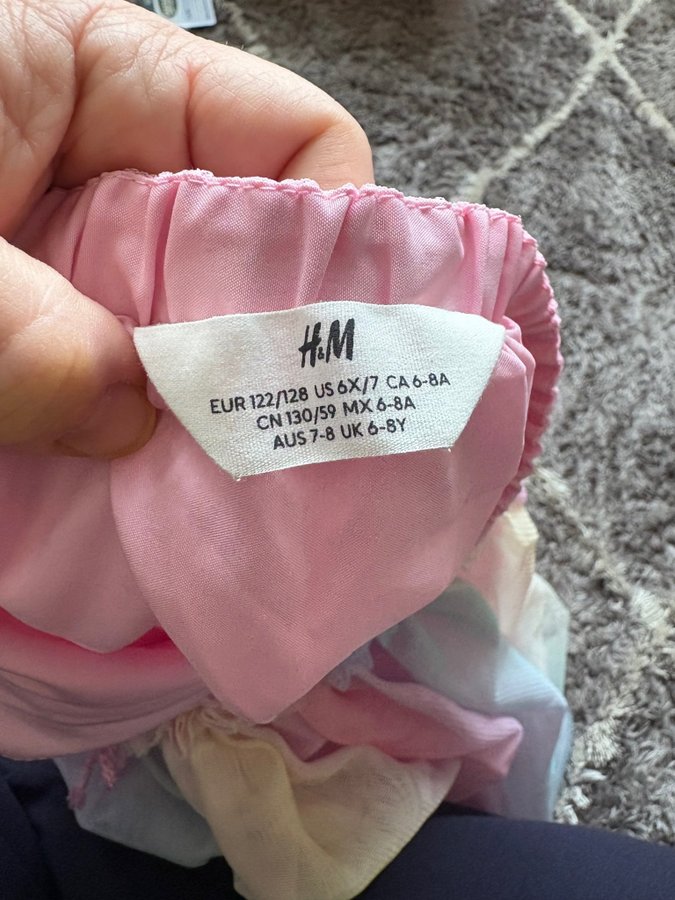 H&M
EUR 122/128 US 6X/7 CA 6-8A
CN 130/59 MX 6-8A
AUS 7-8 UK 6-8Y